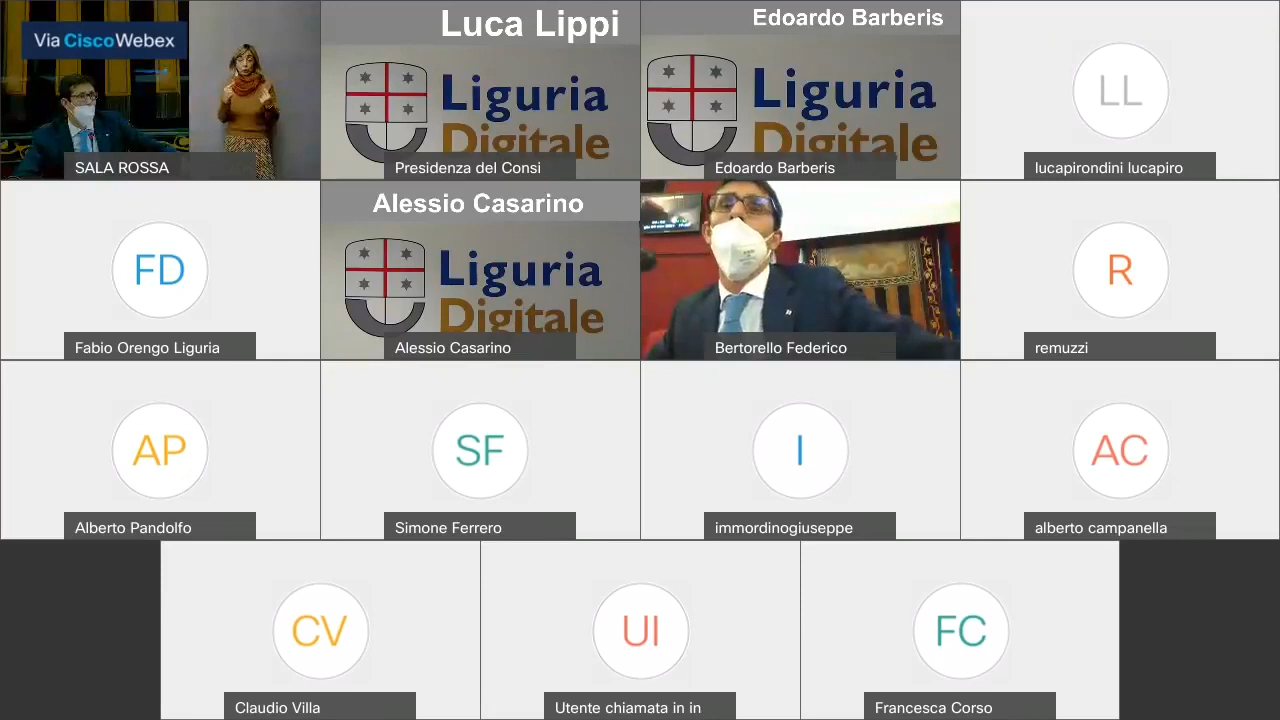 Via Cisco Webex
SALA ROSSA
Luca Lippi
Liguria
Digitale
Presidenza del Consi
Edoardo Barberis
Liguria
Digitale
Edoardo Barberis
LL
lucapirondini lucapiro
FD
Fabio Orengo Liguria
Alessio Casarino
Liguria
Digitale
Alessio Casarino
Bertorello Federico
R
remuzzi
AP
Alberto Pandolfo
SF
Simone Ferrero
I
immordinogiuseppe
AC
alberto campanella
CV
Claudio Villa
UI
Utente chiamata in in
FC
Francesca Corso